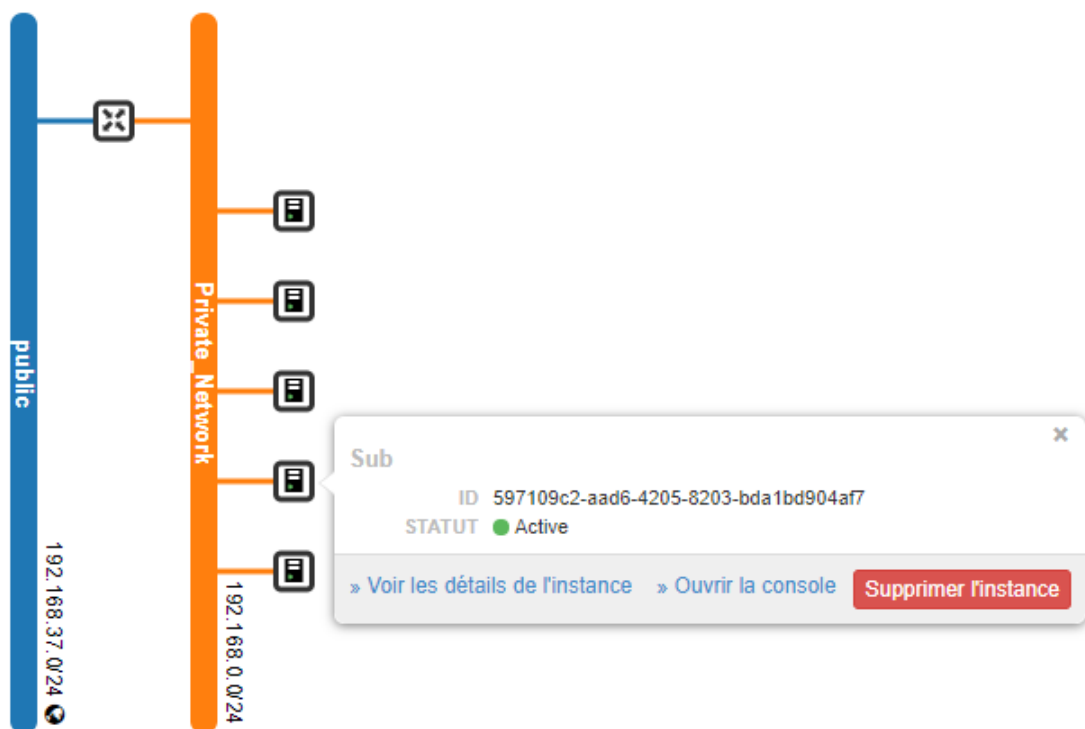 public
192.168.37.0/24
Private_Network
192.168.0.0/24
Sub
ID 597109c2-aad6-4205-8203-bda1bd904af7
STATUT Active
» Voir les détails de l'instance » Ouvrir la console Supprimer l'instance